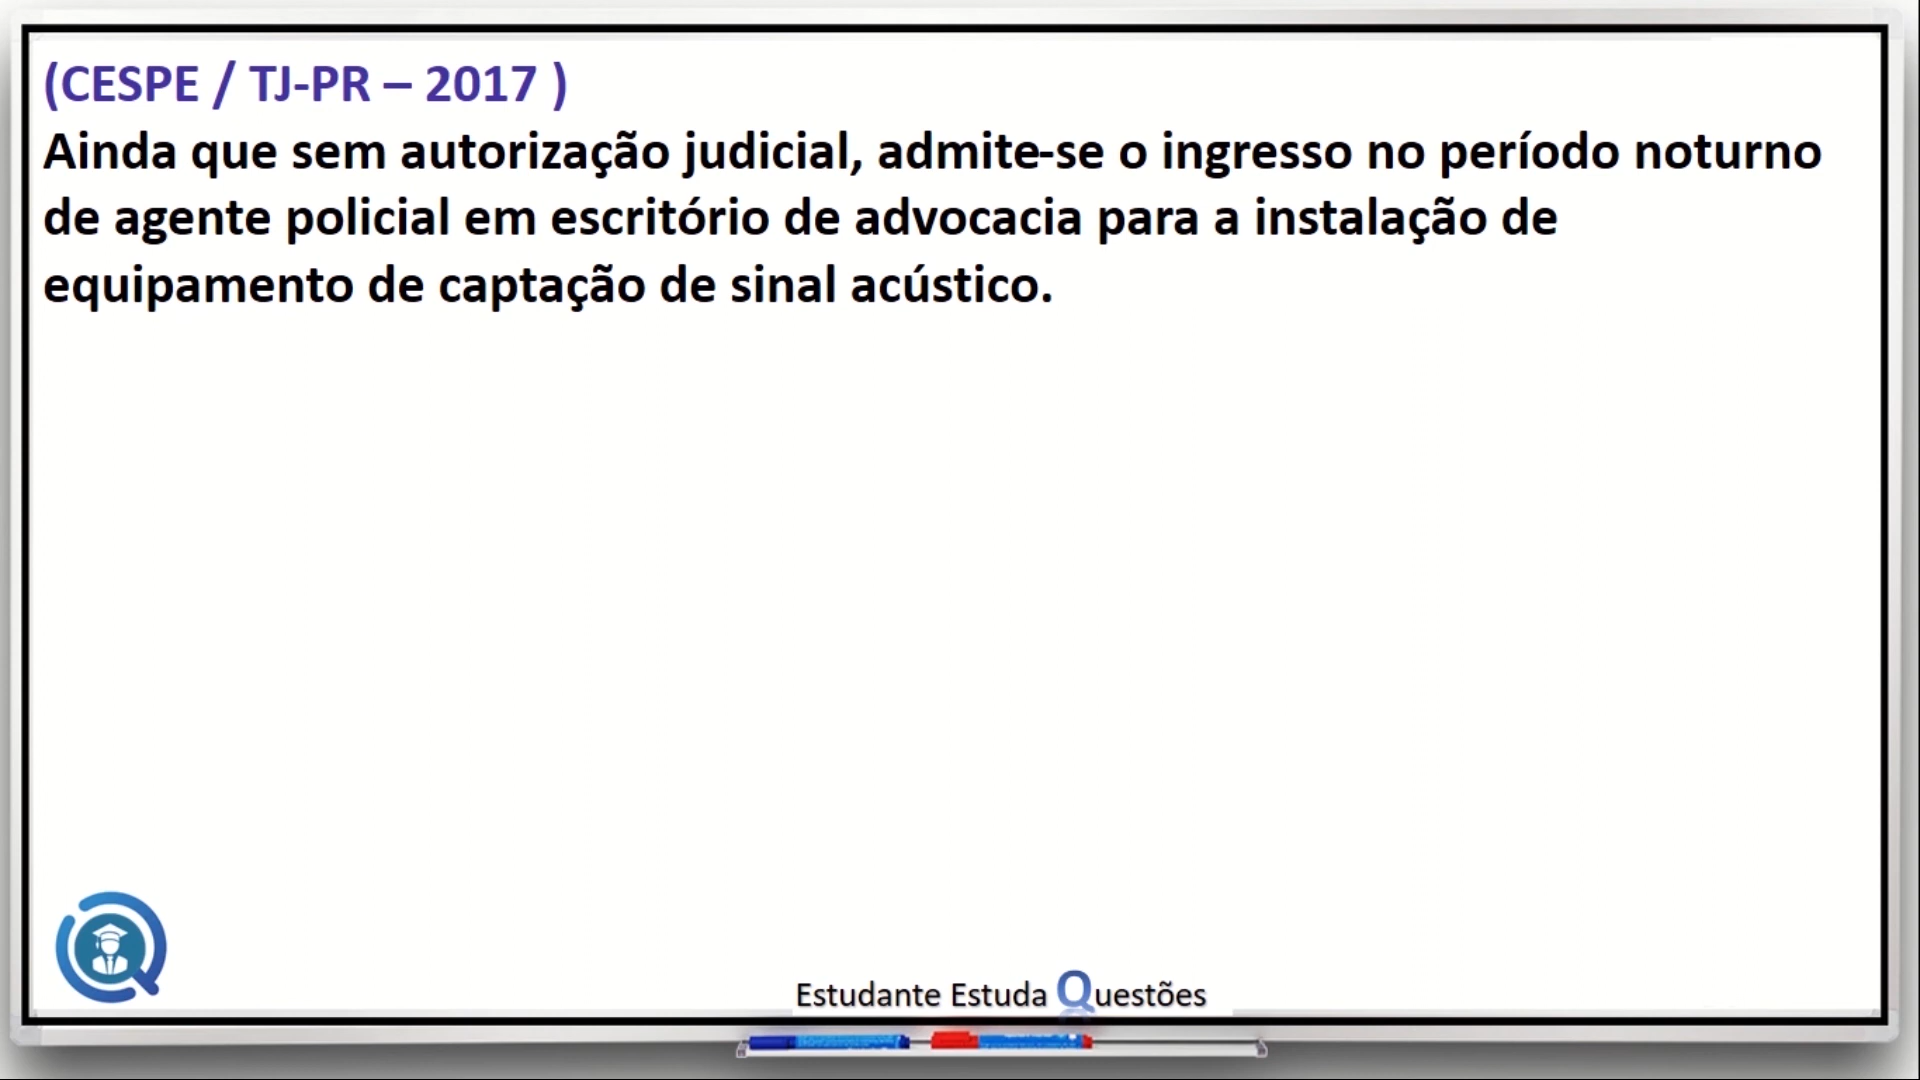 (CESPE / TJ-PR – 2017 )
Ainda que sem autorização judicial, admite-se o ingresso no período noturno
de agente policial em escritório de advocacia para a instalação de
equipamento de captação de sinal acústico.
Estudante Estuda Questões